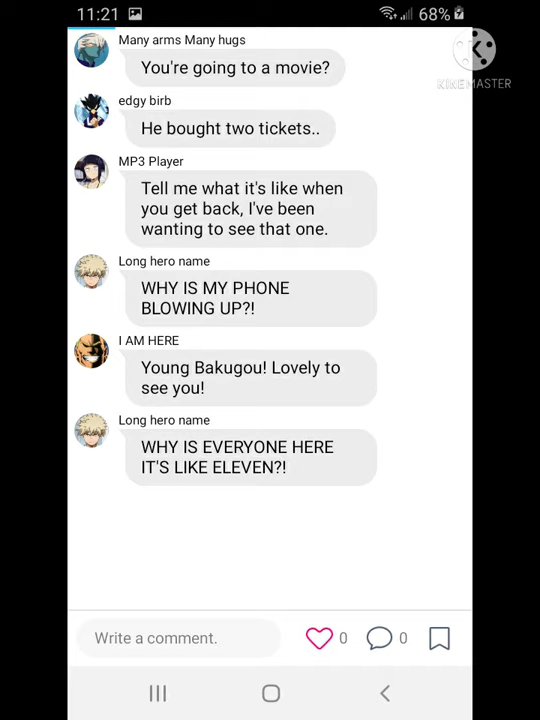 11:21
68%
KINEMASTER
Many arms Many hugs
You're going to a movie?
edgy birb
He bought two tickets..
MP3 Player
Tell me what it's like when
you get back, I've been
wanting to see that one.
Long hero name
WHY IS MY PHONE
BLOWING UP?!
I AM HERE
Young Bakugou! Lovely to
see you!
Long hero name
WHY IS EVERYONE HERE
IT'S LIKE ELEVEN?!
Write a comment.
0
0